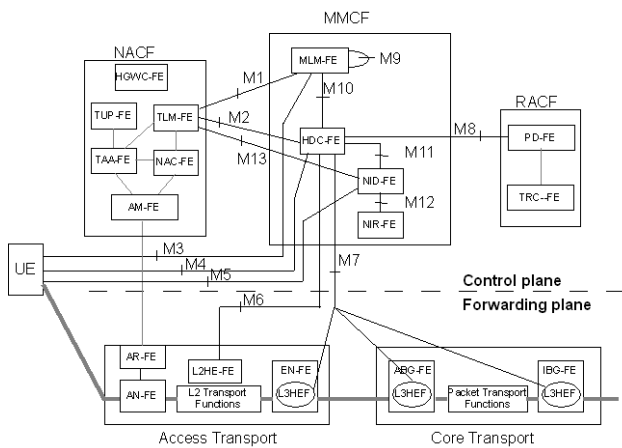 MMCF
NACF
HGWC-FE
MLM-FE
M9
M1
M10
RACF
TUP-FE
TLM-FE
M2
HDC-FE
M8
PD-FE
M13
M11
TAA-FE
NAC-FE
NID-FE
M12
TRC--FE
AM-FE
NIR-FE
UE
M3
M4
M5
M7
Control plane
Forwarding plane
M6
AR-FE
L2HE-FE
EN-FE
ABG-FE
IBG-FE
AN-FE
L2 Transport
Functions
L3HEF
L3HEF
Packet Transport
Functions
L3HEF
Access Transport
Core Transport